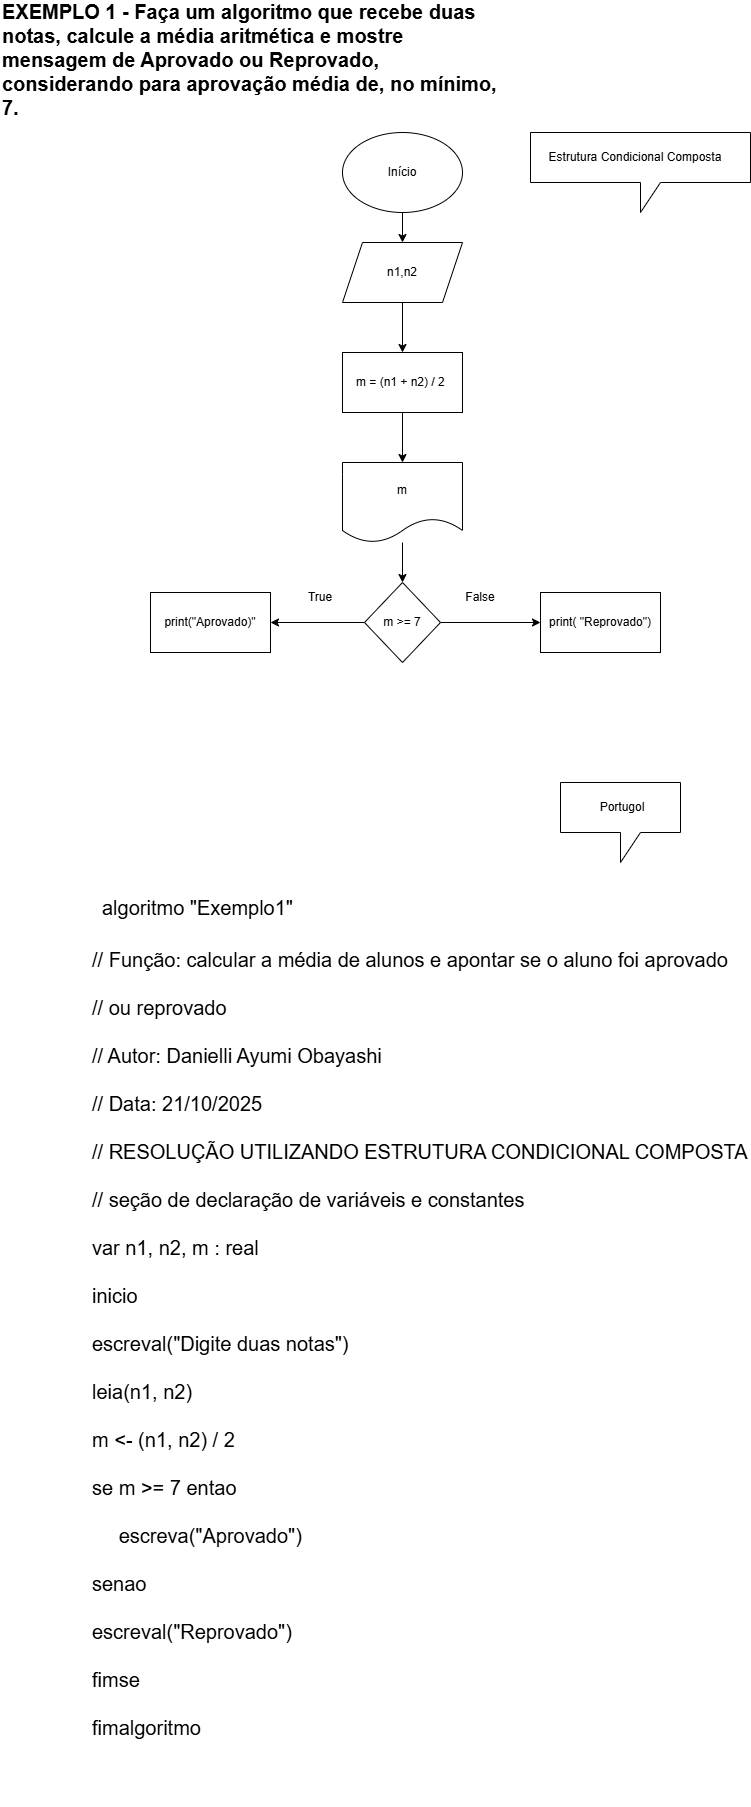 EXEMPLO 1 - Faça um algoritmo que recebe duas
notas, calcule a média aritmética e mostre
mensagem de Aprovado ou Reprovado,
considerando para aprovação média de, no mínimo,
7.
Início
Estrutura Condicional Composta
n1,n2
m = (n1 + n2) / 2
m
True
False
print("Aprovado)"
m >= 7
print( "Reprovado")
Portugol
algoritmo "Exemplo1"
// Função: calcular a média de alunos e apontar se o aluno foi aprovado
// ou reprovado
// Autor: Danielli Ayumi Obayashi
// Data: 21/10/2025
// RESOLUÇÃO UTILIZANDO ESTRUTURA CONDICIONAL COMPOSTA
// seção de declaração de variáveis e constantes
var n1, n2, m : real
inicio
escreval("Digite duas notas")
leia(n1, n2)
m <- (n1, n2) / 2
se m >= 7 entao
escreva("Aprovado")
senao
escreval("Reprovado")
fimse
fimalgoritmo